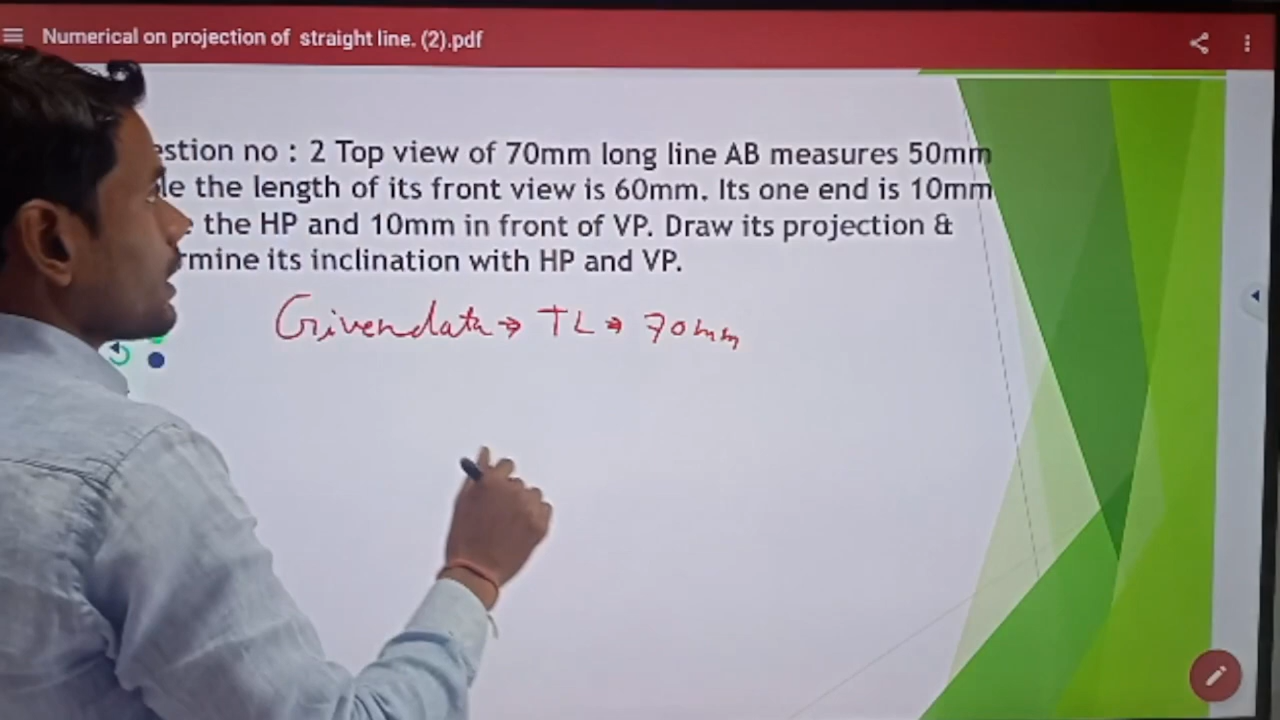 Numerical on projection of straight line. (2).pdf
estion no : 2 Top view of 70mm long line AB measures 50mm
le the length of its front view is 60mm. Its one end is 10mm
the HP and 10mm in front of VP. Draw its projection &
rmine its inclination with HP and VP.
Given data → TL → 70mm